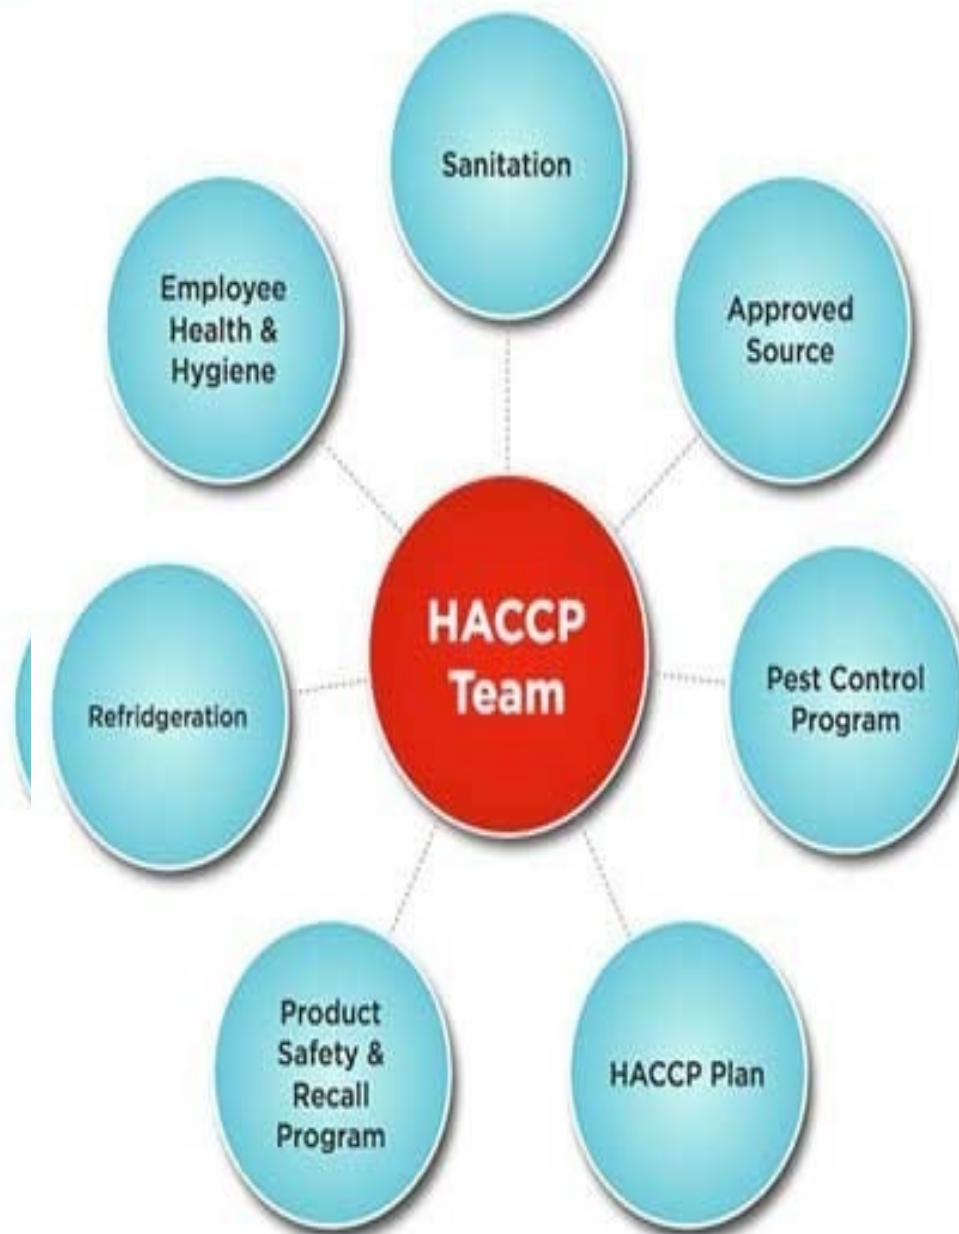 Sanitation
Employee
Health &
Hygiene
Approved
Source
HACCP
Team
Refridgeration
Pest Control
Program
Product
Safety &
Recall
Program
HACCP Plan